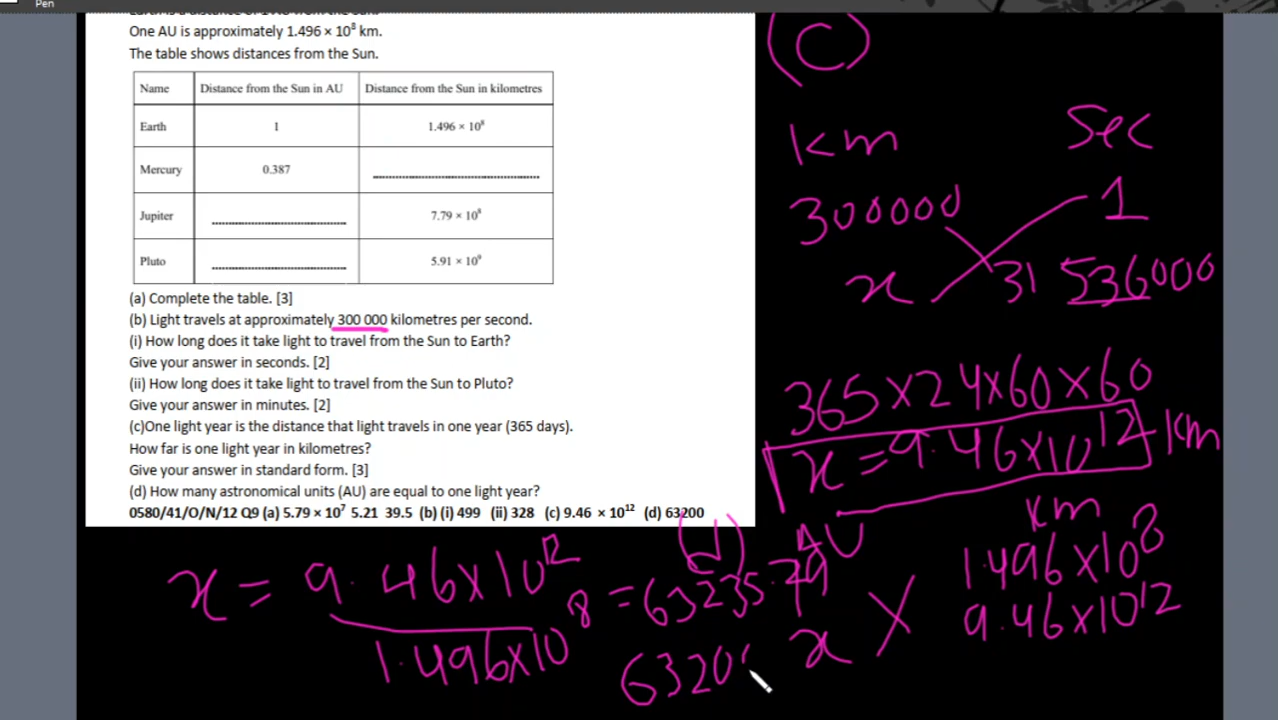 Pen
One AU is approximately 1.496 × 10⁸ km.
The table shows distances from the Sun.
Name Distance from the Sun in AU Distance from the Sun in kilometres
Earth 1 1.496 × 10⁸
Mercury 0.387 ....................
Jupiter .................... 7.79 × 10⁸
Pluto .................... 5.91 × 10⁹
(a) Complete the table. [3]
(b) Light travels at approximately 300 000 kilometres per second.
(i) How long does it take light to travel from the Sun to Earth?
Give your answer in seconds. [2]
(ii) How long does it take light to travel from the Sun to Pluto?
Give your answer in minutes. [2]
(c)One light year is the distance that light travels in one year (365 days).
How far is one light year in kilometres?
Give your answer in standard form. [3]
(d) How many astronomical units (AU) are equal to one light year?
0580/41/O/N/12 Q9 (a) 5.79 × 10⁷ 5.21 39.5 (b) (i) 499 (ii) 328 (c) 9.46 × 10¹² (d) 63200
(c)
km Sec
300000 1
x 31 536000
365×24×60×60
x = 9.46×10¹² km
(d)
AU km
1 1.496×10⁸
x 9.46×10¹²
x = 9.46×10¹² = 63235.29
1.496×10⁸
6320